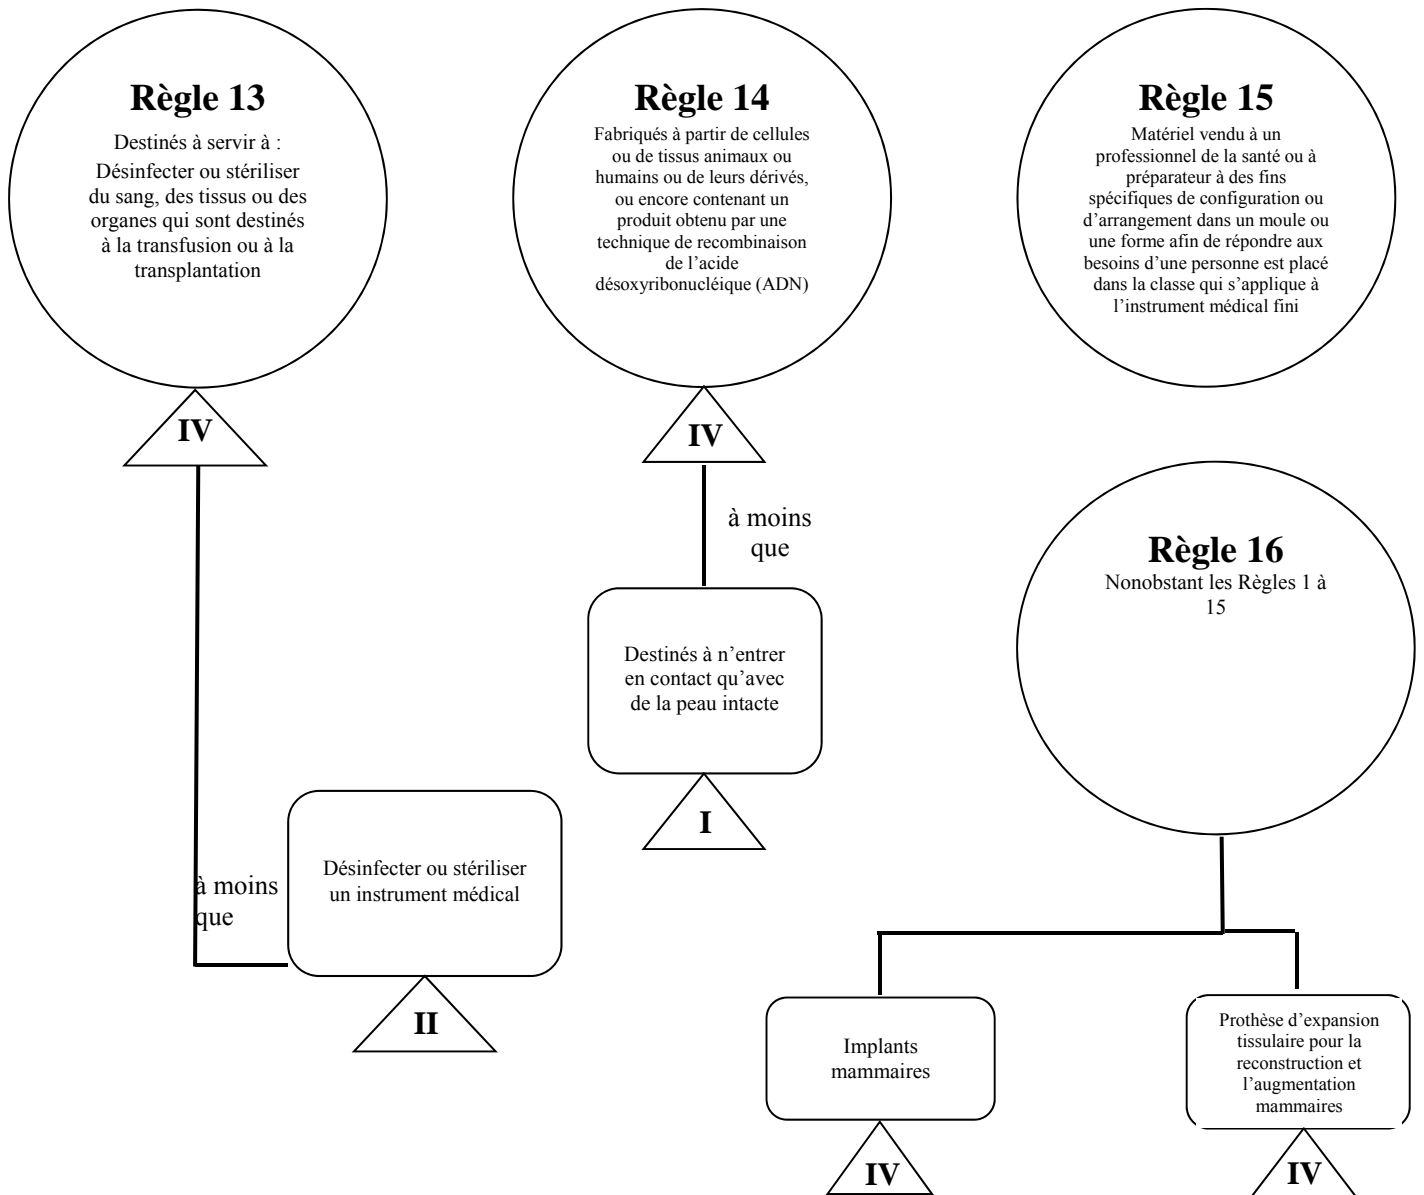 Règle 13
Destinés à servir à :
Désinfecter ou stériliser
du sang, des tissus ou des
organes qui sont destinés
à la transfusion ou à la
transplantation
IV
à moins
que
Désinfecter ou stériliser
un instrument médical
II
Règle 14
Fabriqués à partir de cellules
ou de tissus animaux ou
humains ou de leurs dérivés,
ou encore contenant un
produit obtenu par une
technique de recombinaison
de l’acide
désoxyribonucléique (ADN)
IV
à moins
que
Destinés à n’entrer
en contact qu’avec
de la peau intacte
I
Règle 15
Matériel vendu à un
professionnel de la santé ou à
préparateur à des fins
spécifiques de configuration ou
d’arrangement dans un moule ou
une forme afin de répondre aux
besoins d’une personne est placé
dans la classe qui s’applique à
l’instrument médical fini
Règle 16
Nonobstant les Règles 1 à
15
Implants
mammaires
IV
Prothèse d’expansion
tissulaire pour la
reconstruction et
l’augmentation
mammaires
IV